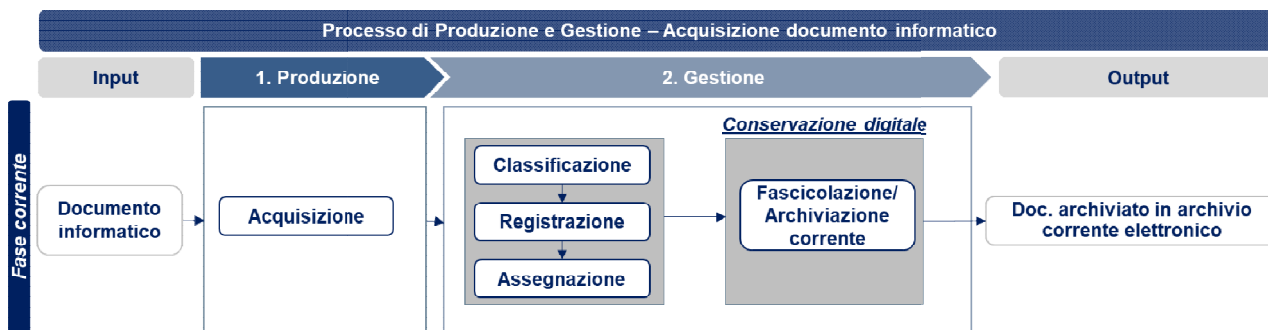 Processo di Produzione e Gestione – Acquisizione documento informatico
Input
1. Produzione
2. Gestione
Output
Fase corrente
Documento
informatico
Acquisizione
Classificazione
Registrazione
Assegnazione
Conservazione digitale
Fascicolazione/
Archiviazione
corrente
Doc. archiviato in archivio
corrente elettronico